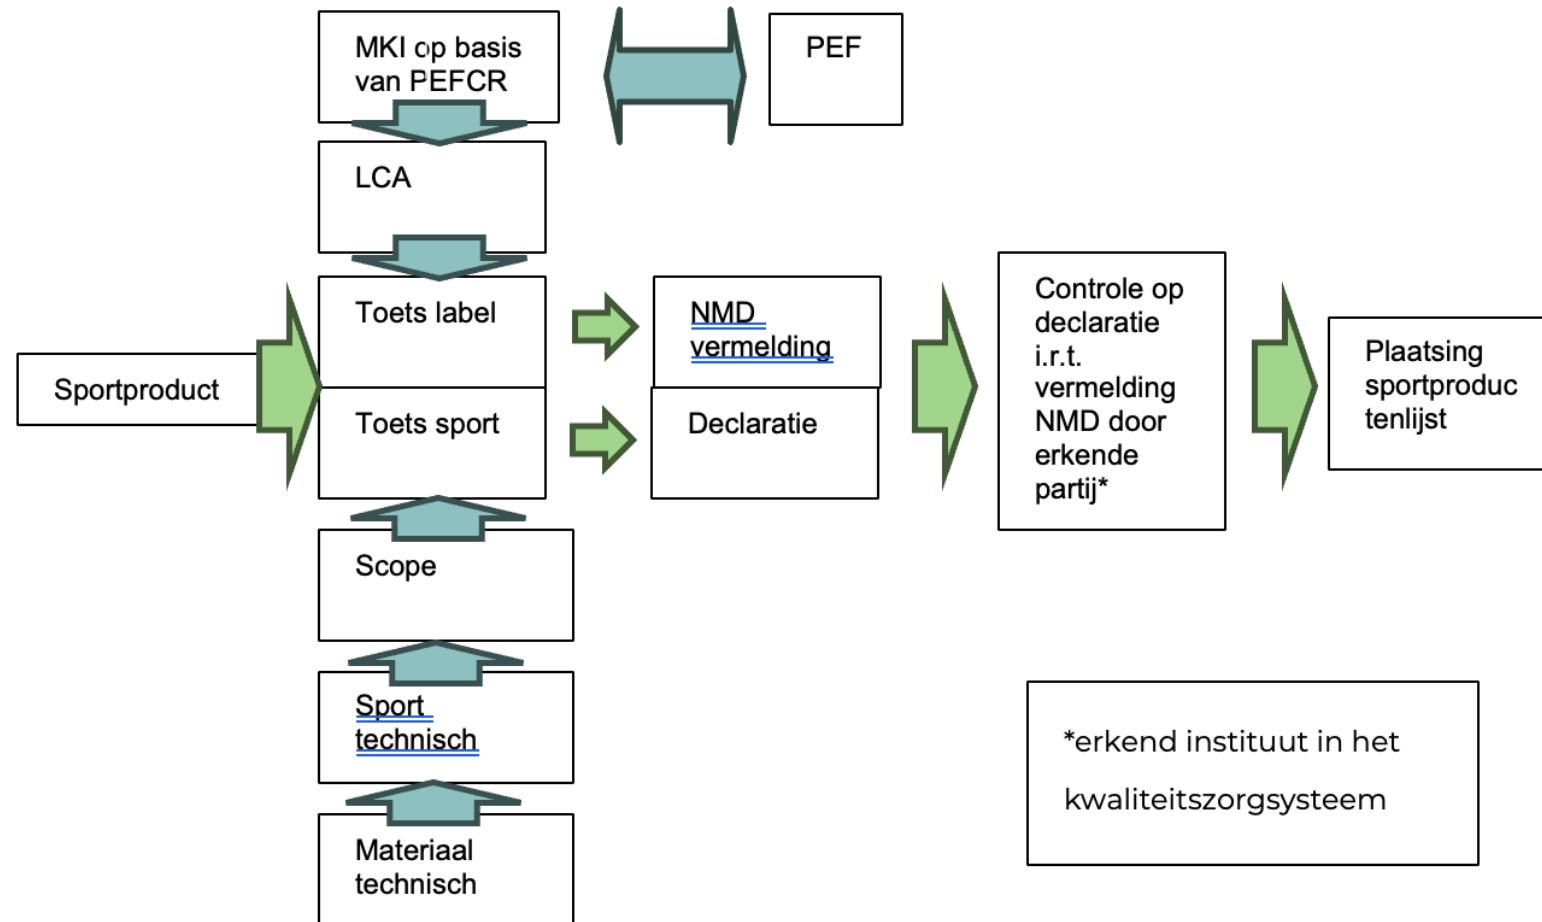 MKI op basis
van PEFCR
PEF
LCA
Toets label
NMD
vermelding
Sportproduct
Toets sport
Declaratie
Controle op
declaratie
i.r.t.
vermelding
NMD door
erkende
partij*
Plaatsing
sportproduc
tenlijst
Scope
Sport
technisch
Materiaal
technisch
*erkend instituut in het
kwaliteitszorgsysteem